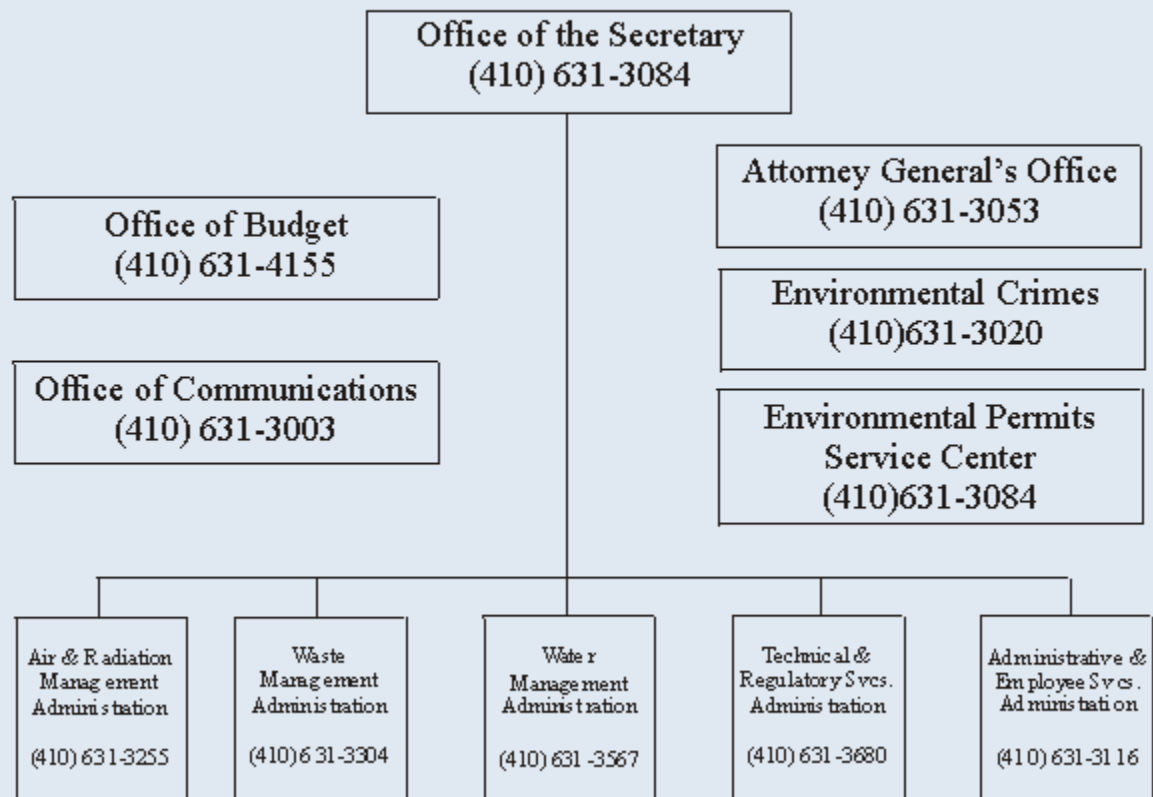 Office of the Secretary
(410) 631-3084
Attorney General's Office
(410) 631-3053
Office of Budget
(410) 631-4155
Environmental Crimes
(410)631-3020
Office of Communications
(410) 631-3003
Environmental Permits
Service Center
(410)631-3084
Air & Radiation
Management
Administration
(410) 631-3255
Waste
Management
Administration
(410)631-3304
Water
Management
Administration
(410) 631-3567
Technical &
Regulatory Svcs.
Administration
(410) 631-3680
Administrative &
Employee Svcs.
Administration
(410) 631-3116